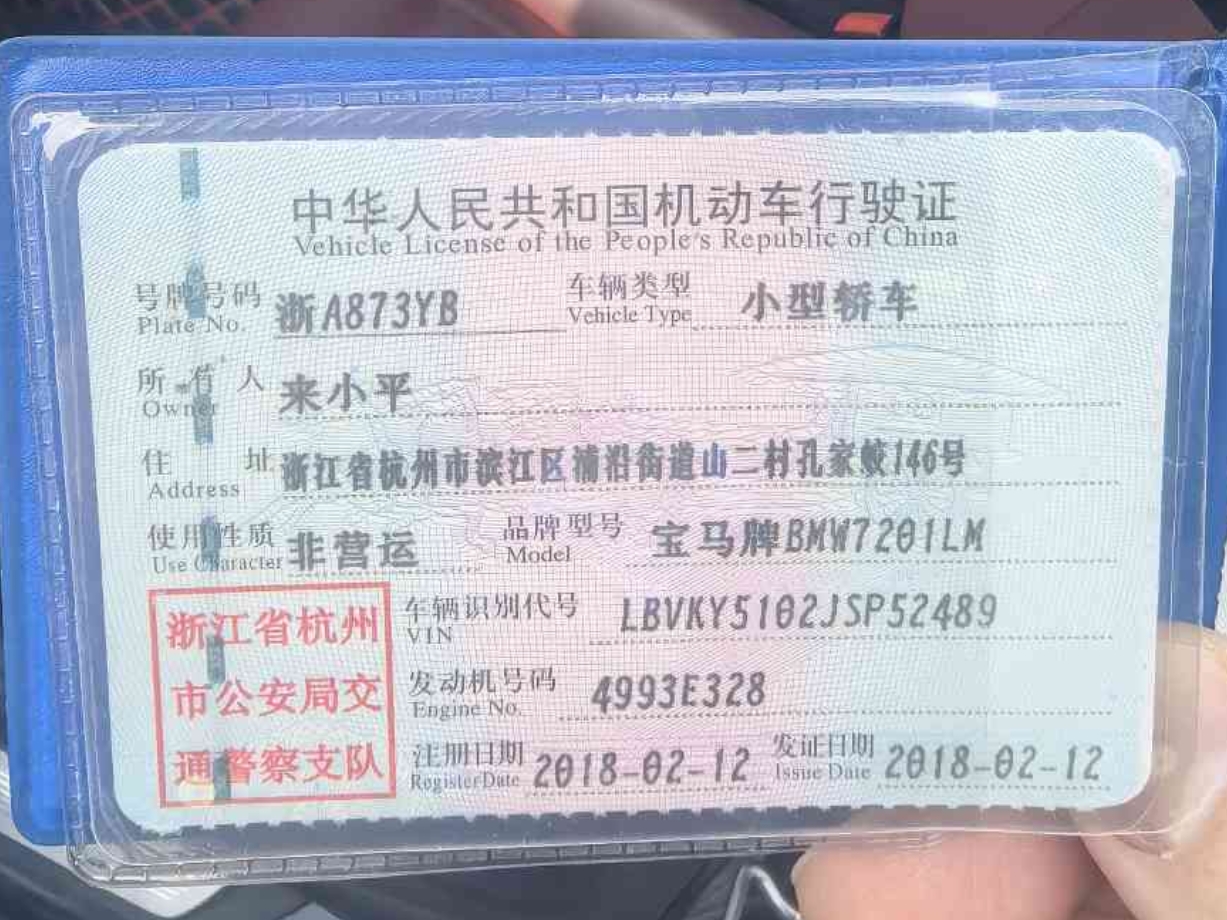 中华人民共和国机动车行驶证
Vehicle License of the People's Republic of China
号牌号码 浙A873YB 车辆类型 小型轿车
Plate No. Vehicle Type
所有人 来小平
Owner
住址 浙江省杭州市滨江区浦沿街道山二村孔家埭146号
Address
使用性质 非营运 品牌型号 宝马牌BMW7201LM
Use Character Model
浙江省杭州
市公安局交
通警察支队
车辆识别代号 LBVKY5102JSP52489
VIN
发动机号码 4993E328
Engine No.
注册日期 2018-02-12 发证日期 2018-02-12
Register Date Issue Date